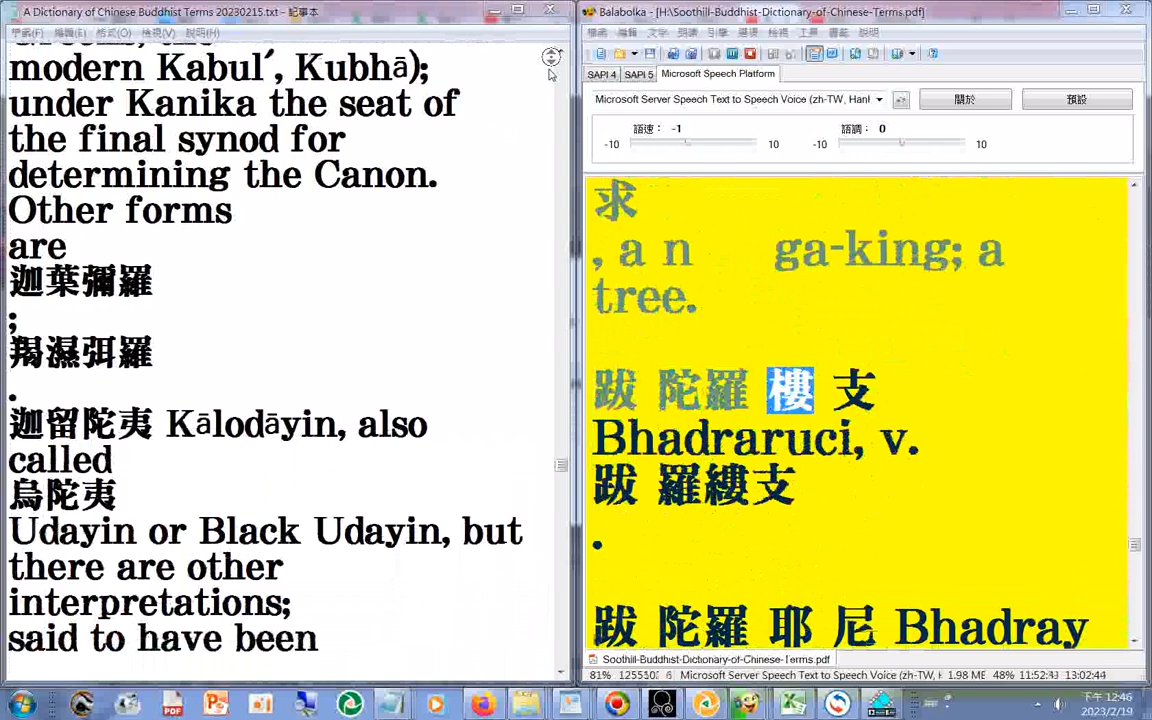 A Dictionary of Chinese Buddhist Terms 20230215.txt - 記事本
modern Kabul′, Kubhā);
under Kanika the seat of
the final synod for
determining the Canon.
Other forms
are
迦葉彌羅
;
羯濕弭羅
.
迦留陀夷 Kālodāyin, also
called
烏陀夷
Udayin or Black Udayin, but
there are other
interpretations;
said to have been
Balabolka - [H:\Soothill-Buddhist-Dictionary-of-Chinese-Terms.pdf]
SAPI 4 SAPI 5 Microsoft Speech Platform
Microsoft Server Speech Text to Speech Voice (zh-TW, Hanl
關於
預設
語速： -1
語調： 0
-10 10 -10 10
求
, a n ga-king; a
tree.
跋 陀羅 樓 支
Bhadraruci, v.
跋 羅縷支
.
跋 陀羅 耶 尼 Bhadray
Soothill-Buddhist-Dictionary-of-Chinese-Terms.pdf
81% Microsoft Server Speech Text to Speech Voice (zh-TW, H 1.98 ME 48% 13:02:44
下午 12:46
2023/2/19